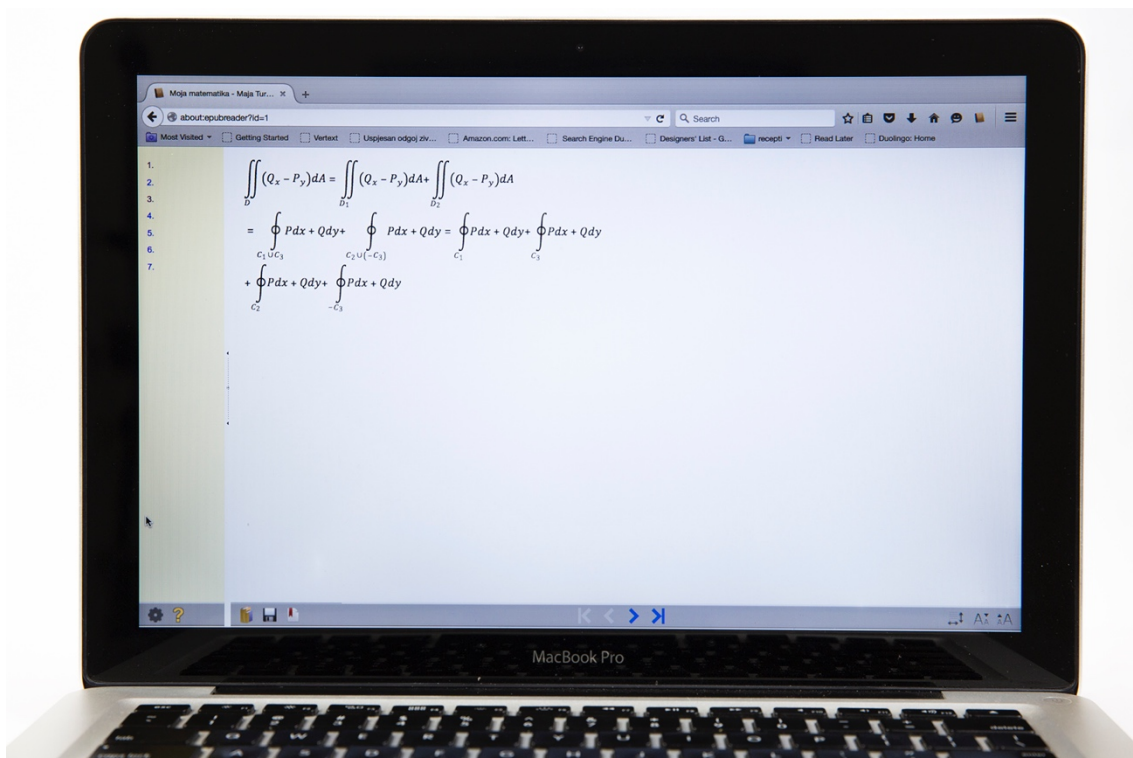 Moja matematika - Maja Tur... × +
about:epubreader?id=1 Search
Most Visited Getting Started Vertext Uspjesan odgoj ziv... Amazon.com: Lett... Search Engine Du... Designers' List - G... recepti Read Later Duolingo: Home
1.
2.
3.
4.
5.
6.
7.
∬_D (Q_x − P_y)dA = ∬_{D_1} (Q_x − P_y)dA+ ∬_{D_2} (Q_x − P_y)dA
= ∮_{C_1∪C_3} Pdx + Qdy+ ∮_{C_2∪(−C_3)} Pdx + Qdy = ∮_{C_1} Pdx + Qdy+ ∮_{C_3} Pdx + Qdy
+ ∮_{C_2} Pdx + Qdy+ ∮_{−C_3} Pdx + Qdy
MacBook Pro
delete